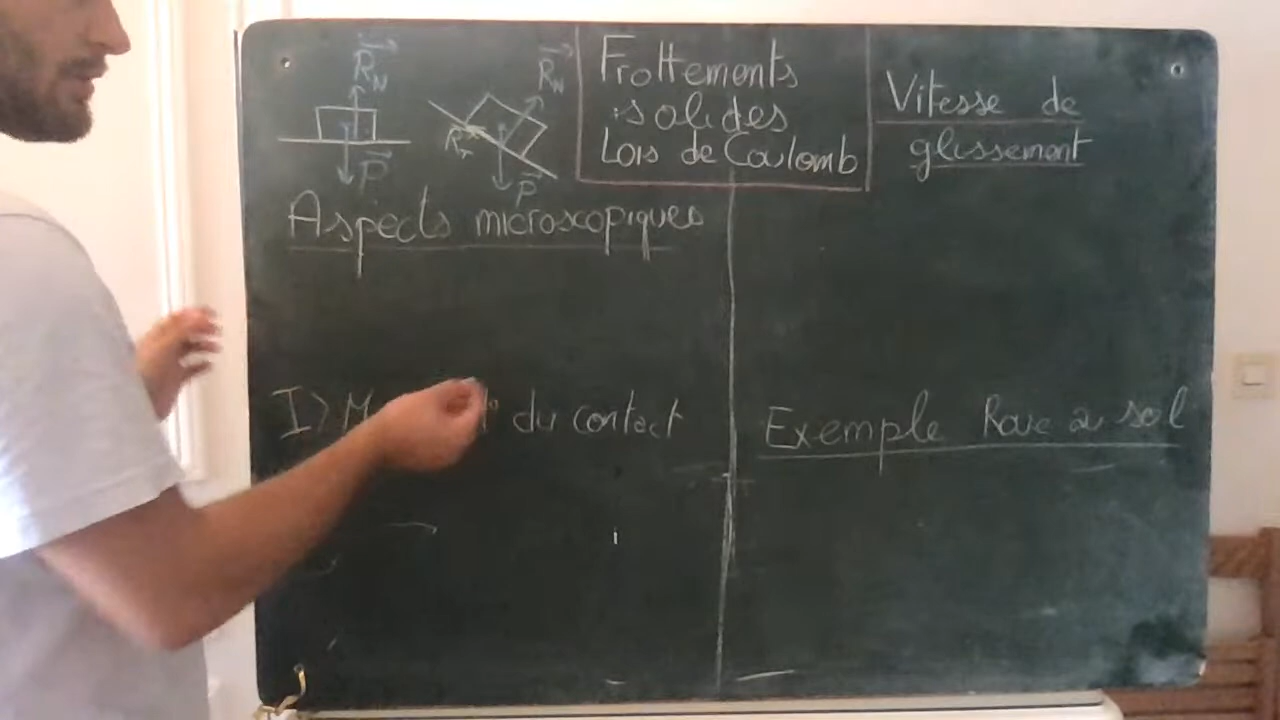 R_N
P
R_N
R_T
P
Frottements
solides
Lois de Coulomb
Vitesse de
glissement
Aspects microscopiques
I> du contact
Exemple Roue sol